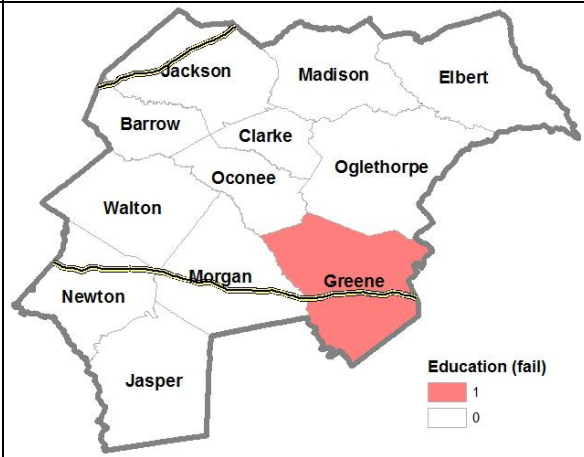 Jackson
Madison
Elbert
Barrow
Clarke
Oglethorpe
Oconee
Walton
Morgan
Greene
Newton
Jasper
Education (fail)
1
0